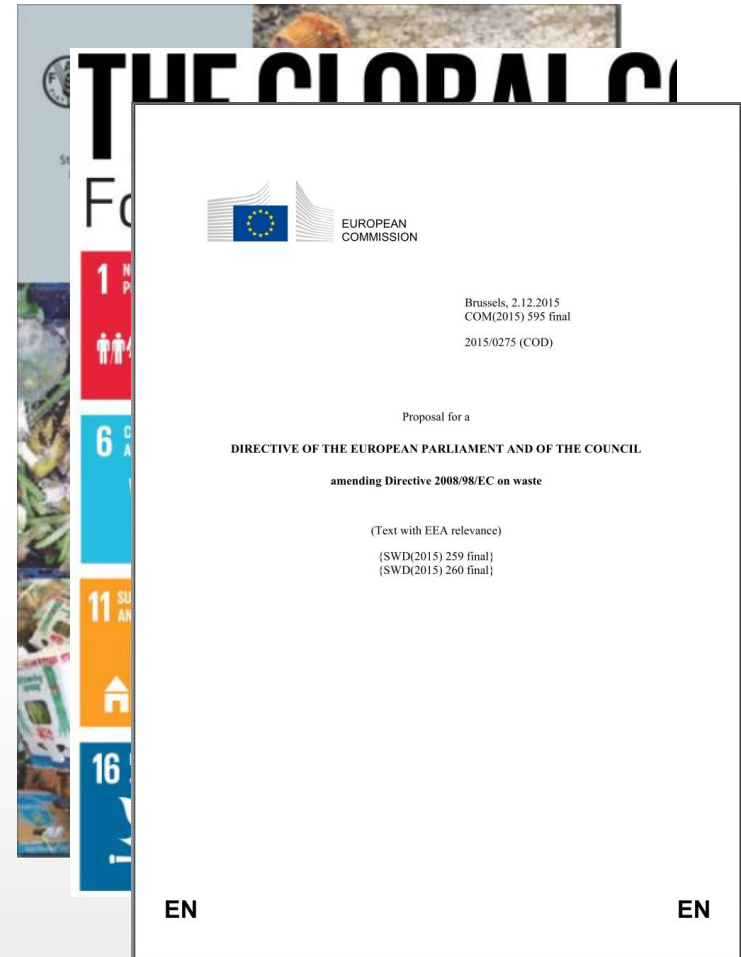 THE GLOBAL
1
6
11 SU
AN
16
EUROPEAN
COMMISSION
Brussels, 2.12.2015
COM(2015) 595 final
2015/0275 (COD)
Proposal for a
DIRECTIVE OF THE EUROPEAN PARLIAMENT AND OF THE COUNCIL
amending Directive 2008/98/EC on waste
(Text with EEA relevance)
{SWD(2015) 259 final}
{SWD(2015) 260 final}
EN EN